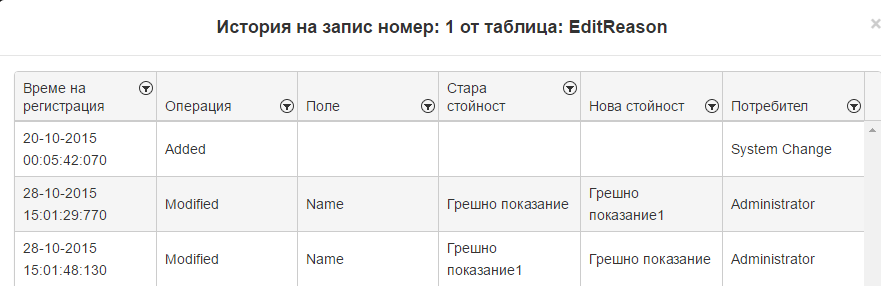 История на запис номер: 1 от таблица: EditReason
×
Време на
регистрация
Операция
Поле
Стара
стойност
Нова стойност
Потребител
20-10-2015
00:05:42:070
Added
System Change
28-10-2015
15:01:29:770
Modified
Name
Грешно показание
Грешно
показание1
Administrator
28-10-2015
15:01:48:130
Modified
Name
Грешно
показание1
Грешно показание
Administrator